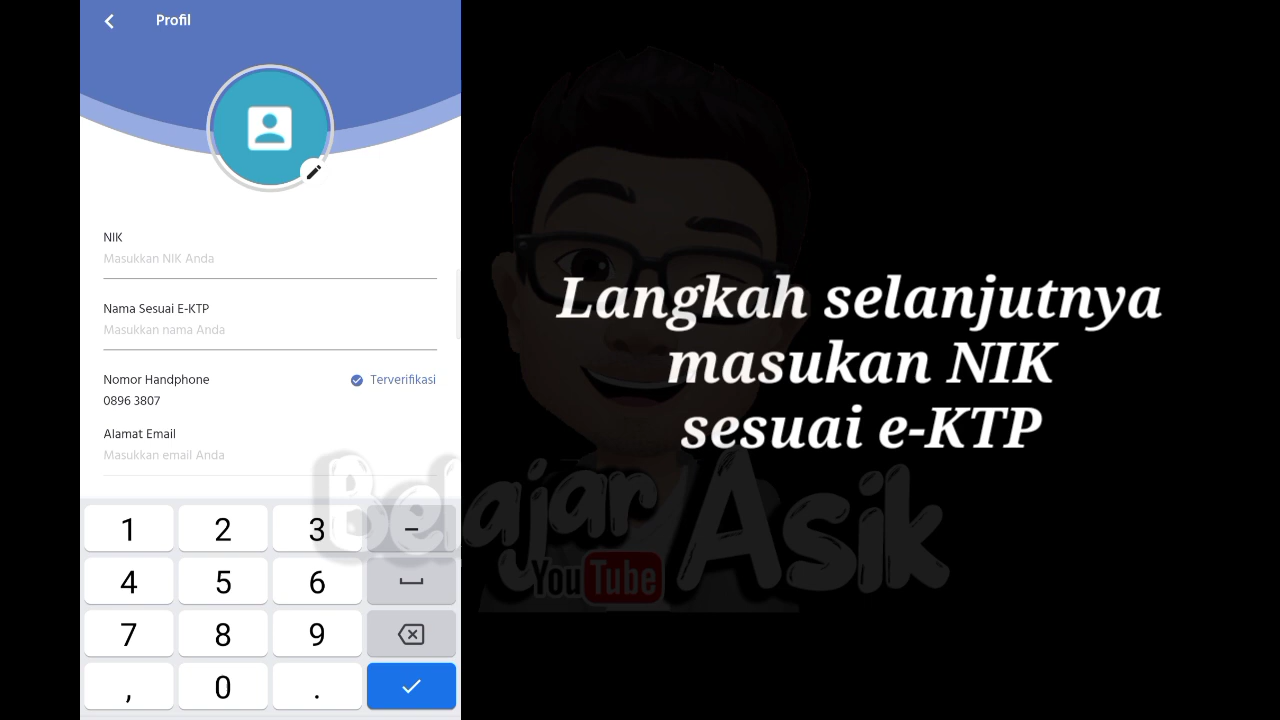 Profil
NIK
Masukkan NIK Anda
Nama Sesuai E-KTP
Masukkan nama Anda
Nomor Handphone
Terverifikasi
0896 3807
Alamat Email
Masukkan email Anda
1 2 3 –
4 5 6
7 8 9
, 0 .
Langkah selanjutnya
masukan NIK
sesuai e-KTP
Belajar Asik
YouTube